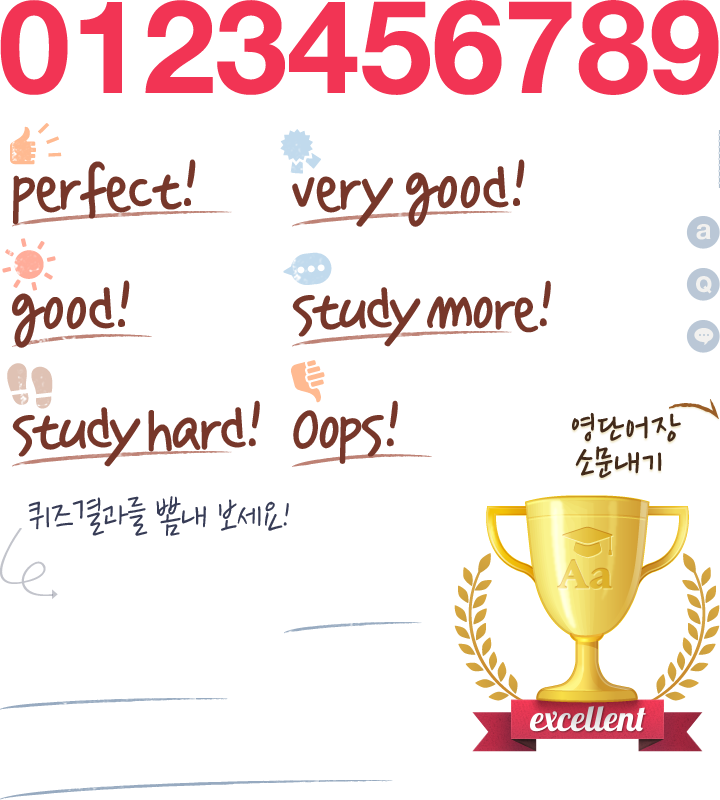 0123456789
perfect!
very good!
a
good!
study more!
Q
study hard!
Oops!
영단어장
소문내기
퀴즈결과를 뽐내 보세요!
Aa
excellent